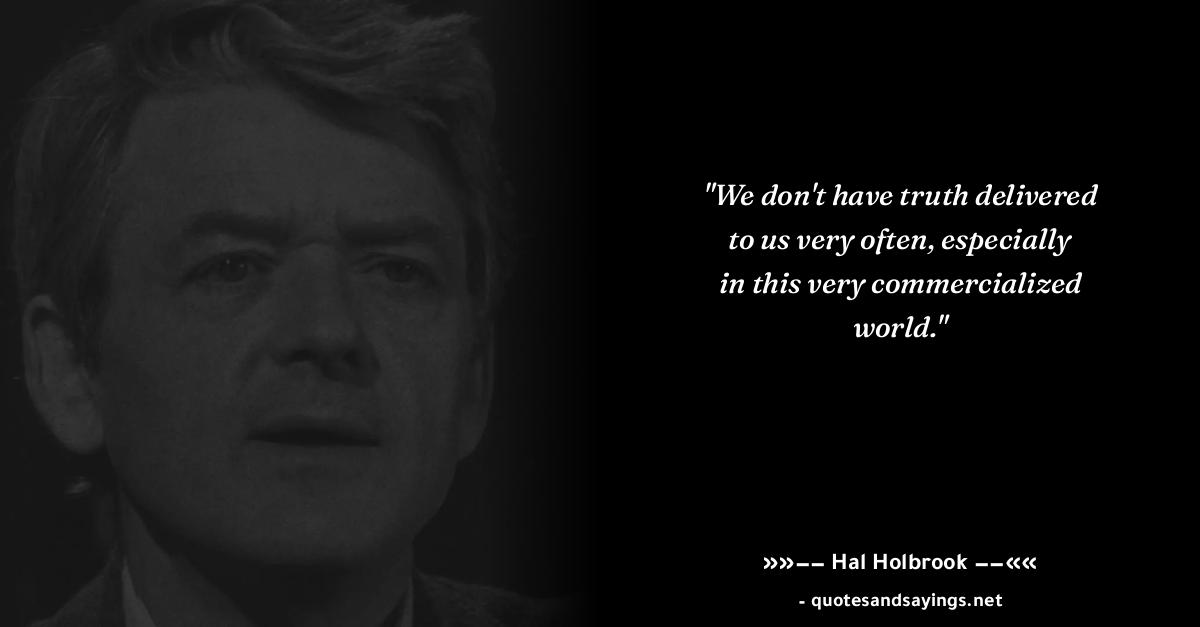 "We don't have truth delivered
to us very often, especially
in this very commercialized
world."
»»−− Hal Holbrook −−««
- quotesandsayings.net